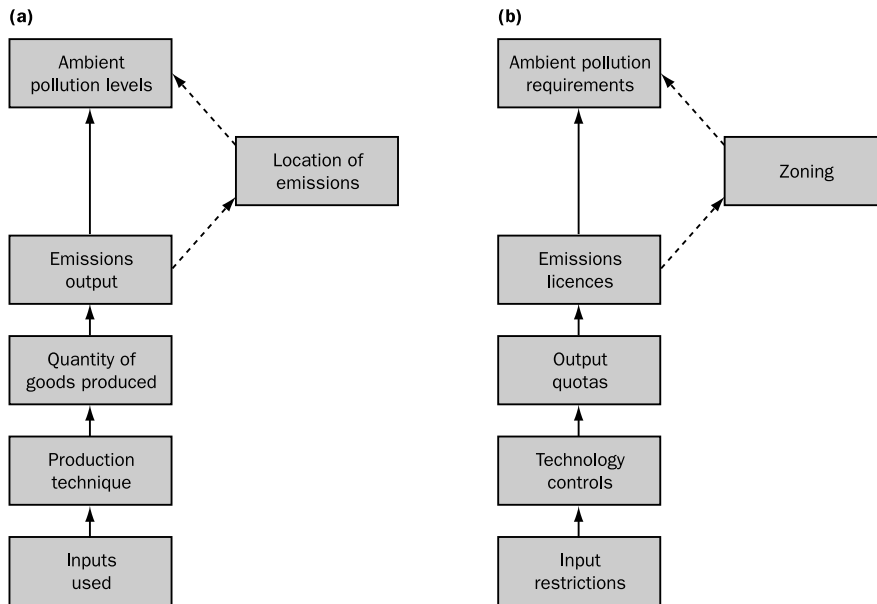 (a)
Ambient
pollution levels
Location of
emissions
Emissions
output
Quantity of
goods produced
Production
technique
Inputs
used
(b)
Ambient pollution
requirements
Zoning
Emissions
licences
Output
quotas
Technology
controls
Input
restrictions